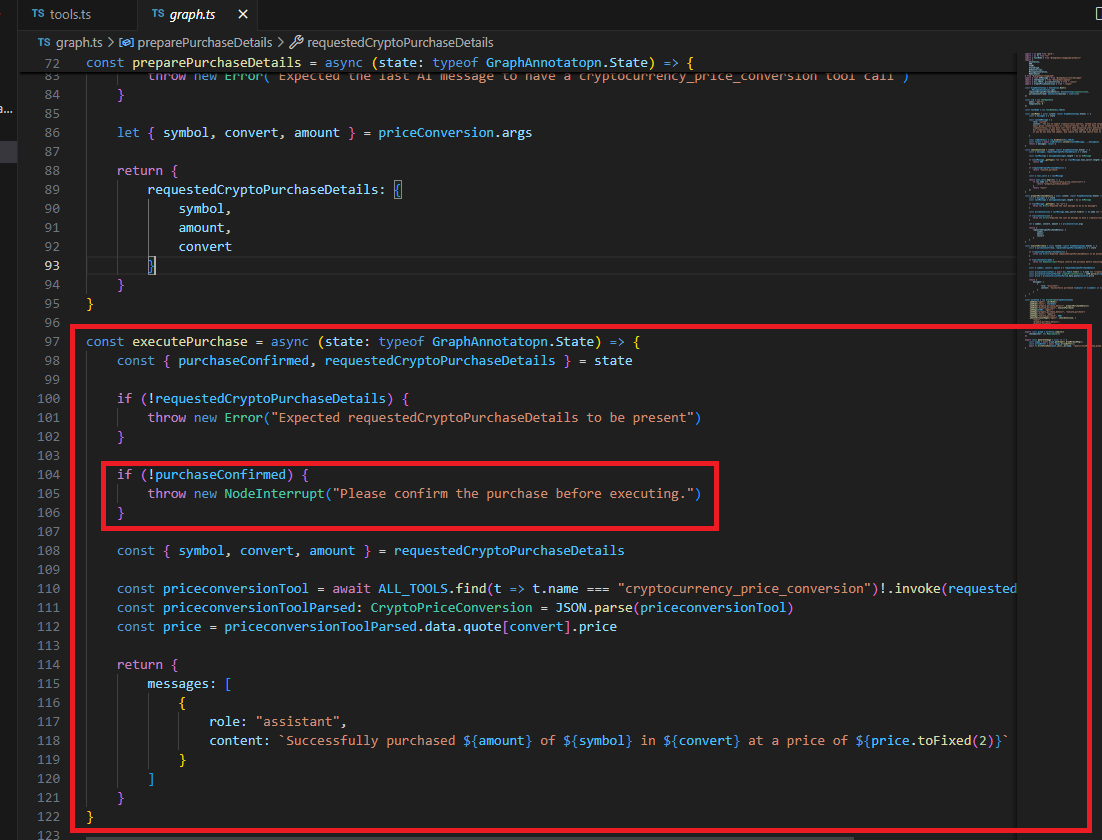 TS tools.ts
TS graph.ts ×
a...
TS graph.ts > preparePurchaseDetails > requestedCryptoPurchaseDetails
72 const preparePurchaseDetails = async (state: typeof GraphAnnotatopn.State) => {
83 throw new Error("Expected the last AI message to have a cryptocurrency_price_conversion tool call")
84 }
85
86 let { symbol, convert, amount } = priceConversion.args
87
88 return {
89 requestedCryptoPurchaseDetails: {
90 symbol,
91 amount,
92 convert
93 }
94 }
95 }
96
97 const executePurchase = async (state: typeof GraphAnnotatopn.State) => {
98 const { purchaseConfirmed, requestedCryptoPurchaseDetails } = state
99
100 if (!requestedCryptoPurchaseDetails) {
101 throw new Error("Expected requestedCryptoPurchaseDetails to be present")
102 }
103
104 if (!purchaseConfirmed) {
105 throw new NodeInterrupt("Please confirm the purchase before executing.")
106 }
107
108 const { symbol, convert, amount } = requestedCryptoPurchaseDetails
109
110 const priceconversionTool = await ALL_TOOLS.find(t => t.name === "cryptocurrency_price_conversion")!.invoke(requested
111 const priceconversionToolParsed: CryptoPriceConversion = JSON.parse(priceconversionTool)
112 const price = priceconversionToolParsed.data.quote[convert].price
113
114 return {
115 messages: [
116 {
117 role: "assistant",
118 content: `Successfully purchased ${amount} of ${symbol} in ${convert} at a price of ${price.toFixed(2)}`
119 }
120 ]
121 }
122 }
123